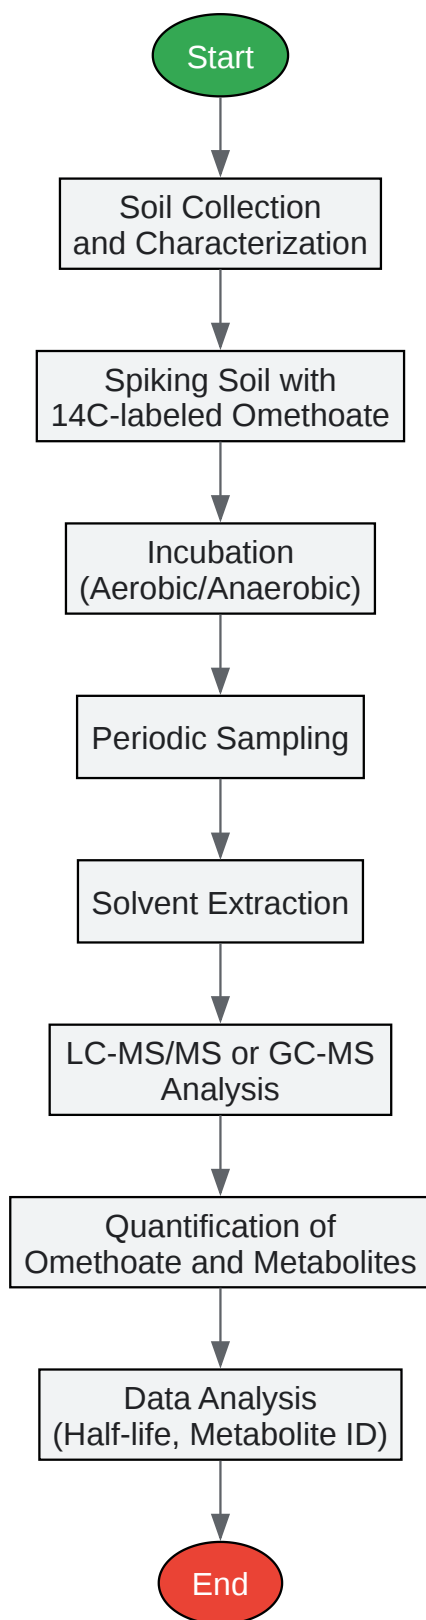 Start
Soil Collection
and Characterization
Spiking Soil with
14C-labeled Omethoate
Incubation
(Aerobic/Anaerobic)
Periodic Sampling
Solvent Extraction
LC-MS/MS or GC-MS
Analysis
Quantification of
Omethoate and Metabolites
Data Analysis
(Half-life, Metabolite ID)
End